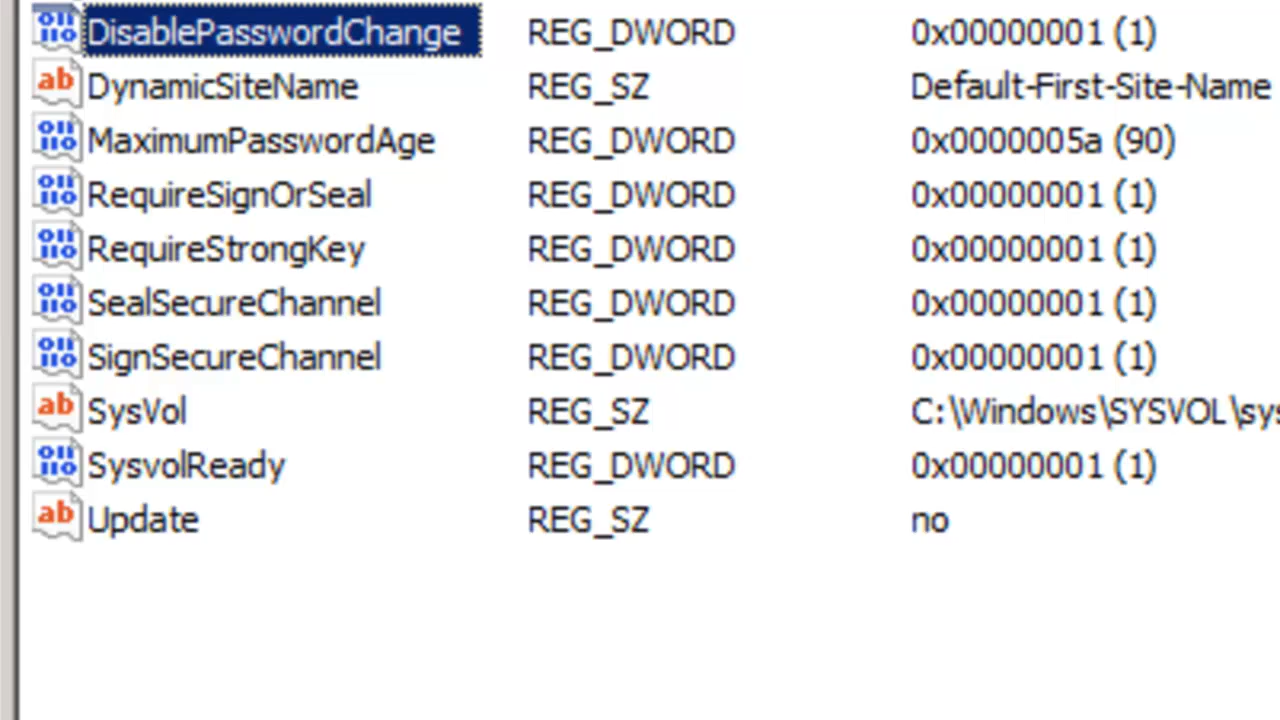 DisablePasswordChange REG_DWORD 0x00000001 (1)
DynamicSiteName REG_SZ Default-First-Site-Name
MaximumPasswordAge REG_DWORD 0x0000005a (90)
RequireSignOrSeal REG_DWORD 0x00000001 (1)
RequireStrongKey REG_DWORD 0x00000001 (1)
SealSecureChannel REG_DWORD 0x00000001 (1)
SignSecureChannel REG_DWORD 0x00000001 (1)
SysVol REG_SZ C:\Windows\SYSVOL\sys
SysvolReady REG_DWORD 0x00000001 (1)
Update REG_SZ no